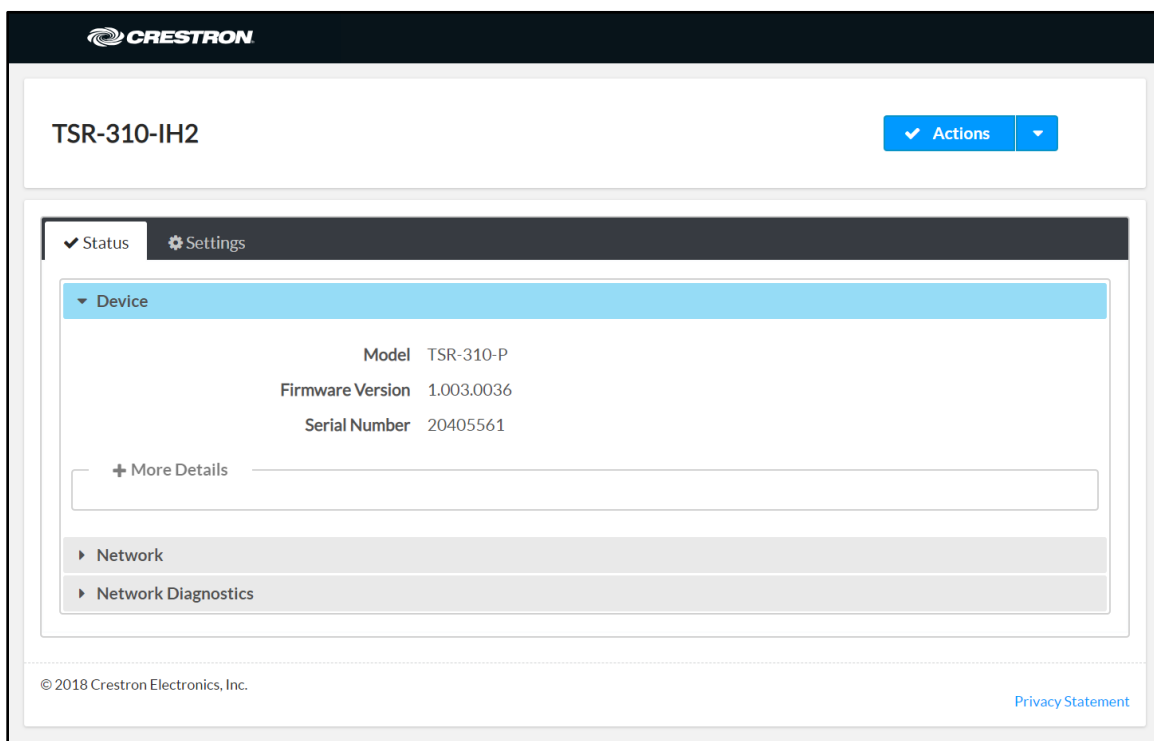 CRESTRON.
TSR-310-IH2
Actions
Status Settings
Device
Model TSR-310-P
Firmware Version 1.003.0036
Serial Number 20405561
More Details
Network
Network Diagnostics
© 2018 Crestron Electronics, Inc.
Privacy Statement